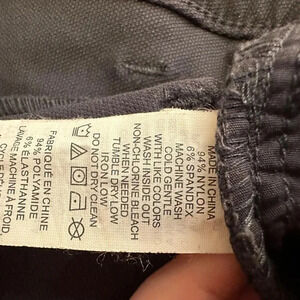 MADE IN CHINA
94% NYLON
6% SPANDEX
MACHINE WASH
COLD, GENTLE
WITH LIKE COLORS
WASH INSIDE OUT
NON-CHLORINE BLEACH
WHEN NEEDED
TUMBLE DRY LOW
IRON LOW
DO NOT DRY CLEAN
FABRIQUÉ EN CHINE
94% POLYAMIDE
6% ÉLASTHANNE
LAVAGE MACHINE À FROID,